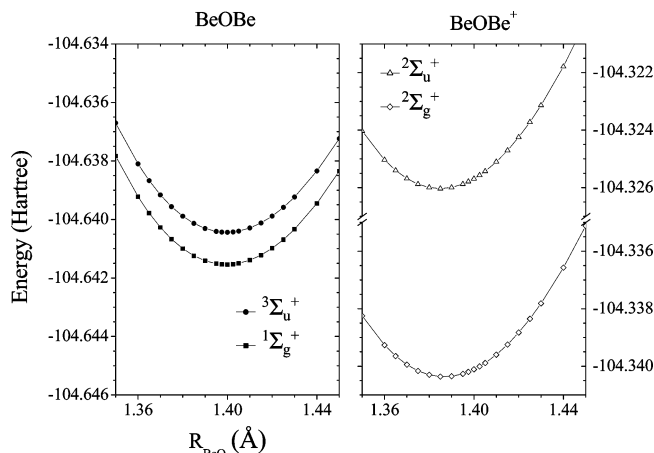 BeOBe
BeOBe⁺
-104.634
-104.636
-104.638
-104.640
-104.642
-104.644
-104.646
Energy (Hartree)
³Σᵤ⁺
¹Σg⁺
²Σᵤ⁺
²Σg⁺
-104.322
-104.324
-104.326
-104.336
-104.338
-104.340
1.36
1.40
1.44
1.36
1.40
1.44
R_BeO (Å)